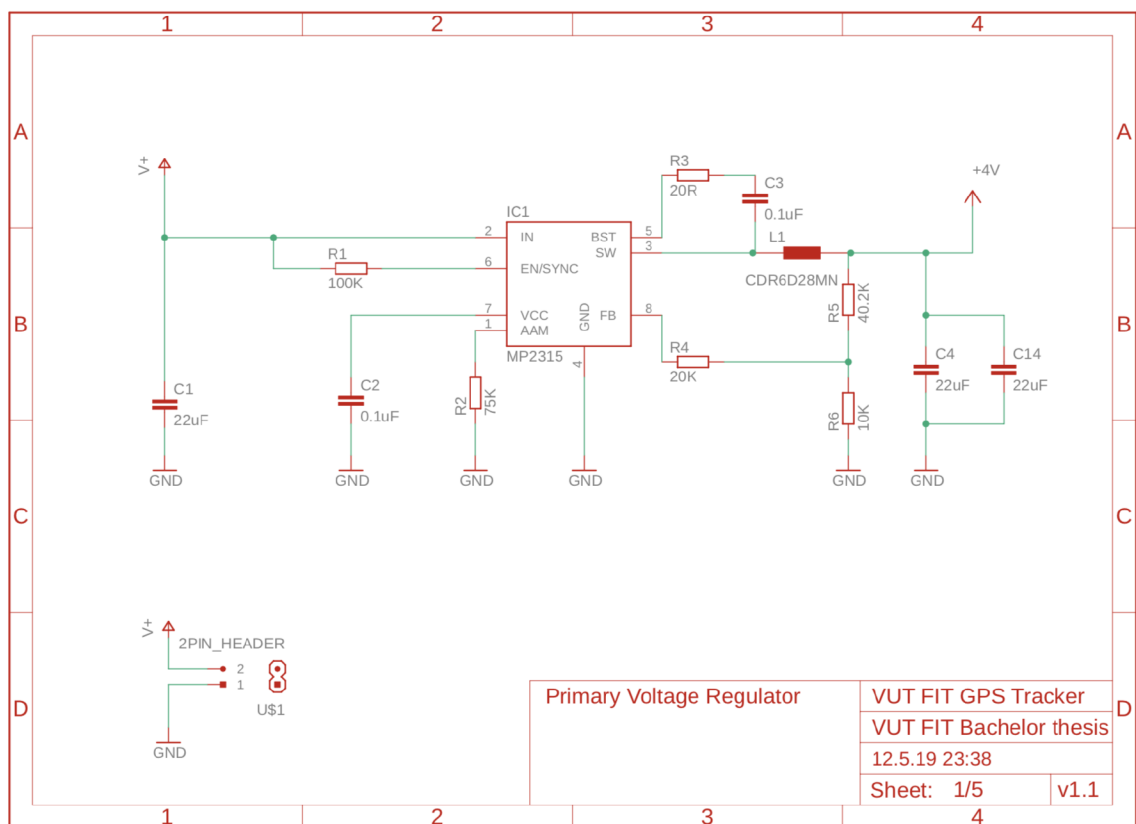 1 2 3 4
A A
V+
R3
20R
C3
0.1uF
+4V
IC1
2 IN BST 5
SW 3
L1
R1
100K
6 EN/SYNC
CDR6D28MN
B B
7 VCC GND FB 8
1 AAM
MP2315
4
R5 40.2K
R4
20K
C1
22uF
C2
0.1uF
R2 75K
R6 10K
C4
22uF
C14
22uF
GND GND GND GND GND GND
C C
V+
2PIN_HEADER
2
1
U$1
GND
D D
Primary Voltage Regulator
VUT FIT GPS Tracker
VUT FIT Bachelor thesis
12.5.19 23:38
Sheet: 1/5 v1.1
1 2 3 4